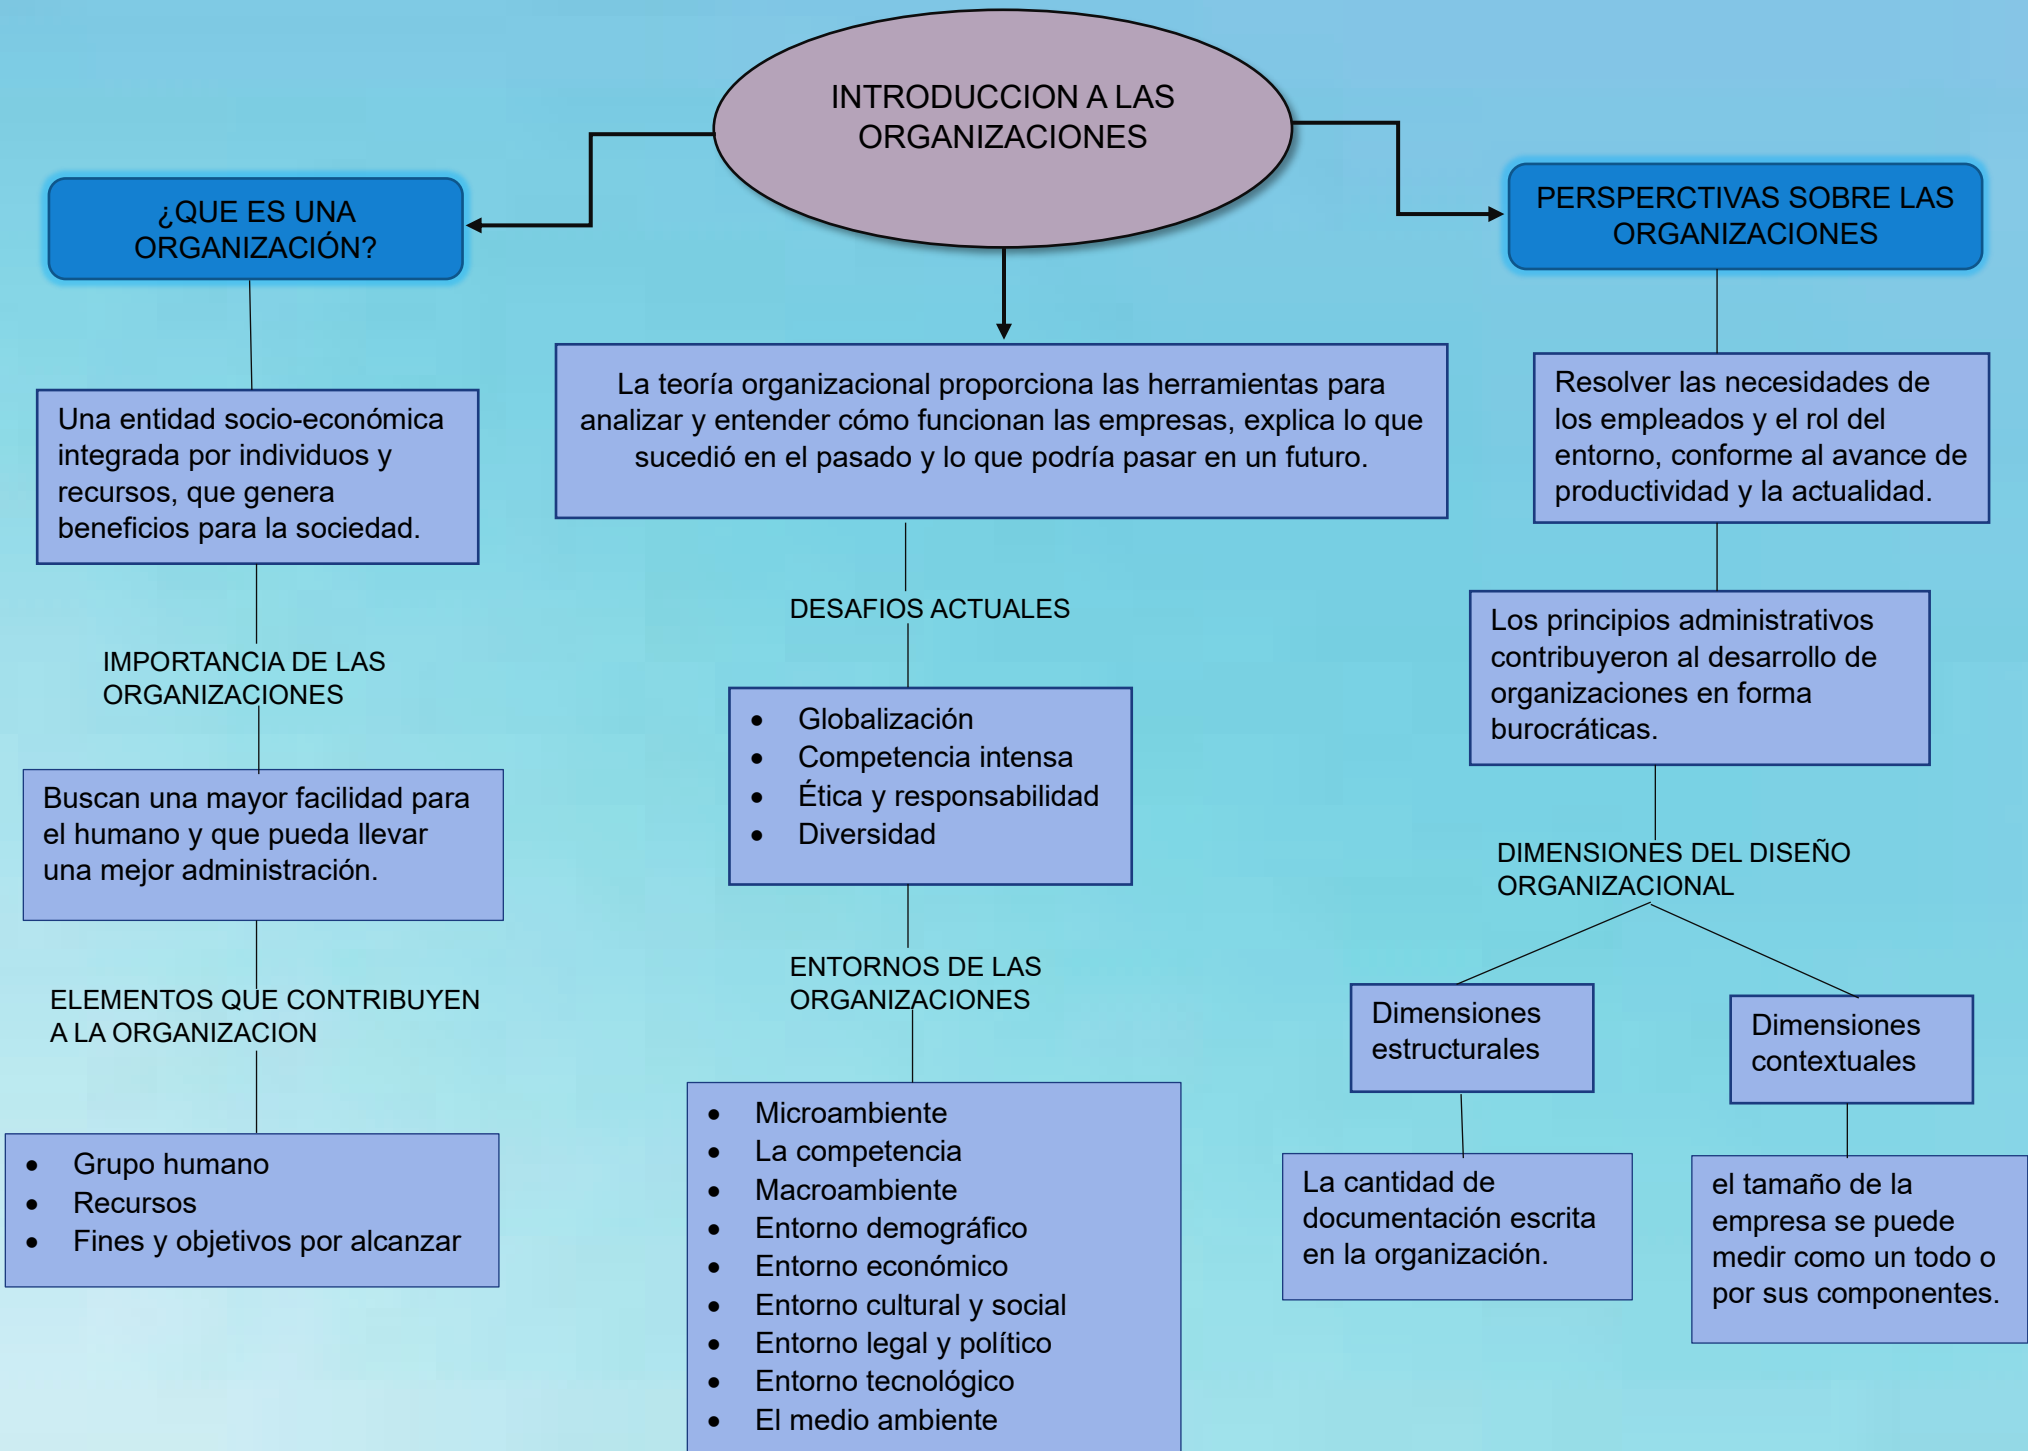 INTRODUCCION A LAS
ORGANIZACIONES
¿QUE ES UNA
ORGANIZACIÓN?
Una entidad socio-económica
integrada por individuos y
recursos, que genera
beneficios para la sociedad.
IMPORTANCIA DE LAS
ORGANIZACIONES
Buscan una mayor facilidad para
el humano y que pueda llevar
una mejor administración.
ELEMENTOS QUE CONTRIBUYEN
A LA ORGANIZACION
• Grupo humano
• Recursos
• Fines y objetivos por alcanzar
La teoría organizacional proporciona las herramientas para
analizar y entender cómo funcionan las empresas, explica lo que
sucedió en el pasado y lo que podría pasar en un futuro.
DESAFIOS ACTUALES
• Globalización
• Competencia intensa
• Ética y responsabilidad
• Diversidad
ENTORNOS DE LAS
ORGANIZACIONES
• Microambiente
• La competencia
• Macroambiente
• Entorno demográfico
• Entorno económico
• Entorno cultural y social
• Entorno legal y político
• Entorno tecnológico
• El medio ambiente
PERSPERCTIVAS SOBRE LAS
ORGANIZACIONES
Resolver las necesidades de
los empleados y el rol del
entorno, conforme al avance de
productividad y la actualidad.
Los principios administrativos
contribuyeron al desarrollo de
organizaciones en forma
burocráticas.
DIMENSIONES DEL DISEÑO
ORGANIZACIONAL
Dimensiones
estructurales
La cantidad de
documentación escrita
en la organización.
Dimensiones
contextuales
el tamaño de la
empresa se puede
medir como un todo o
por sus componentes.